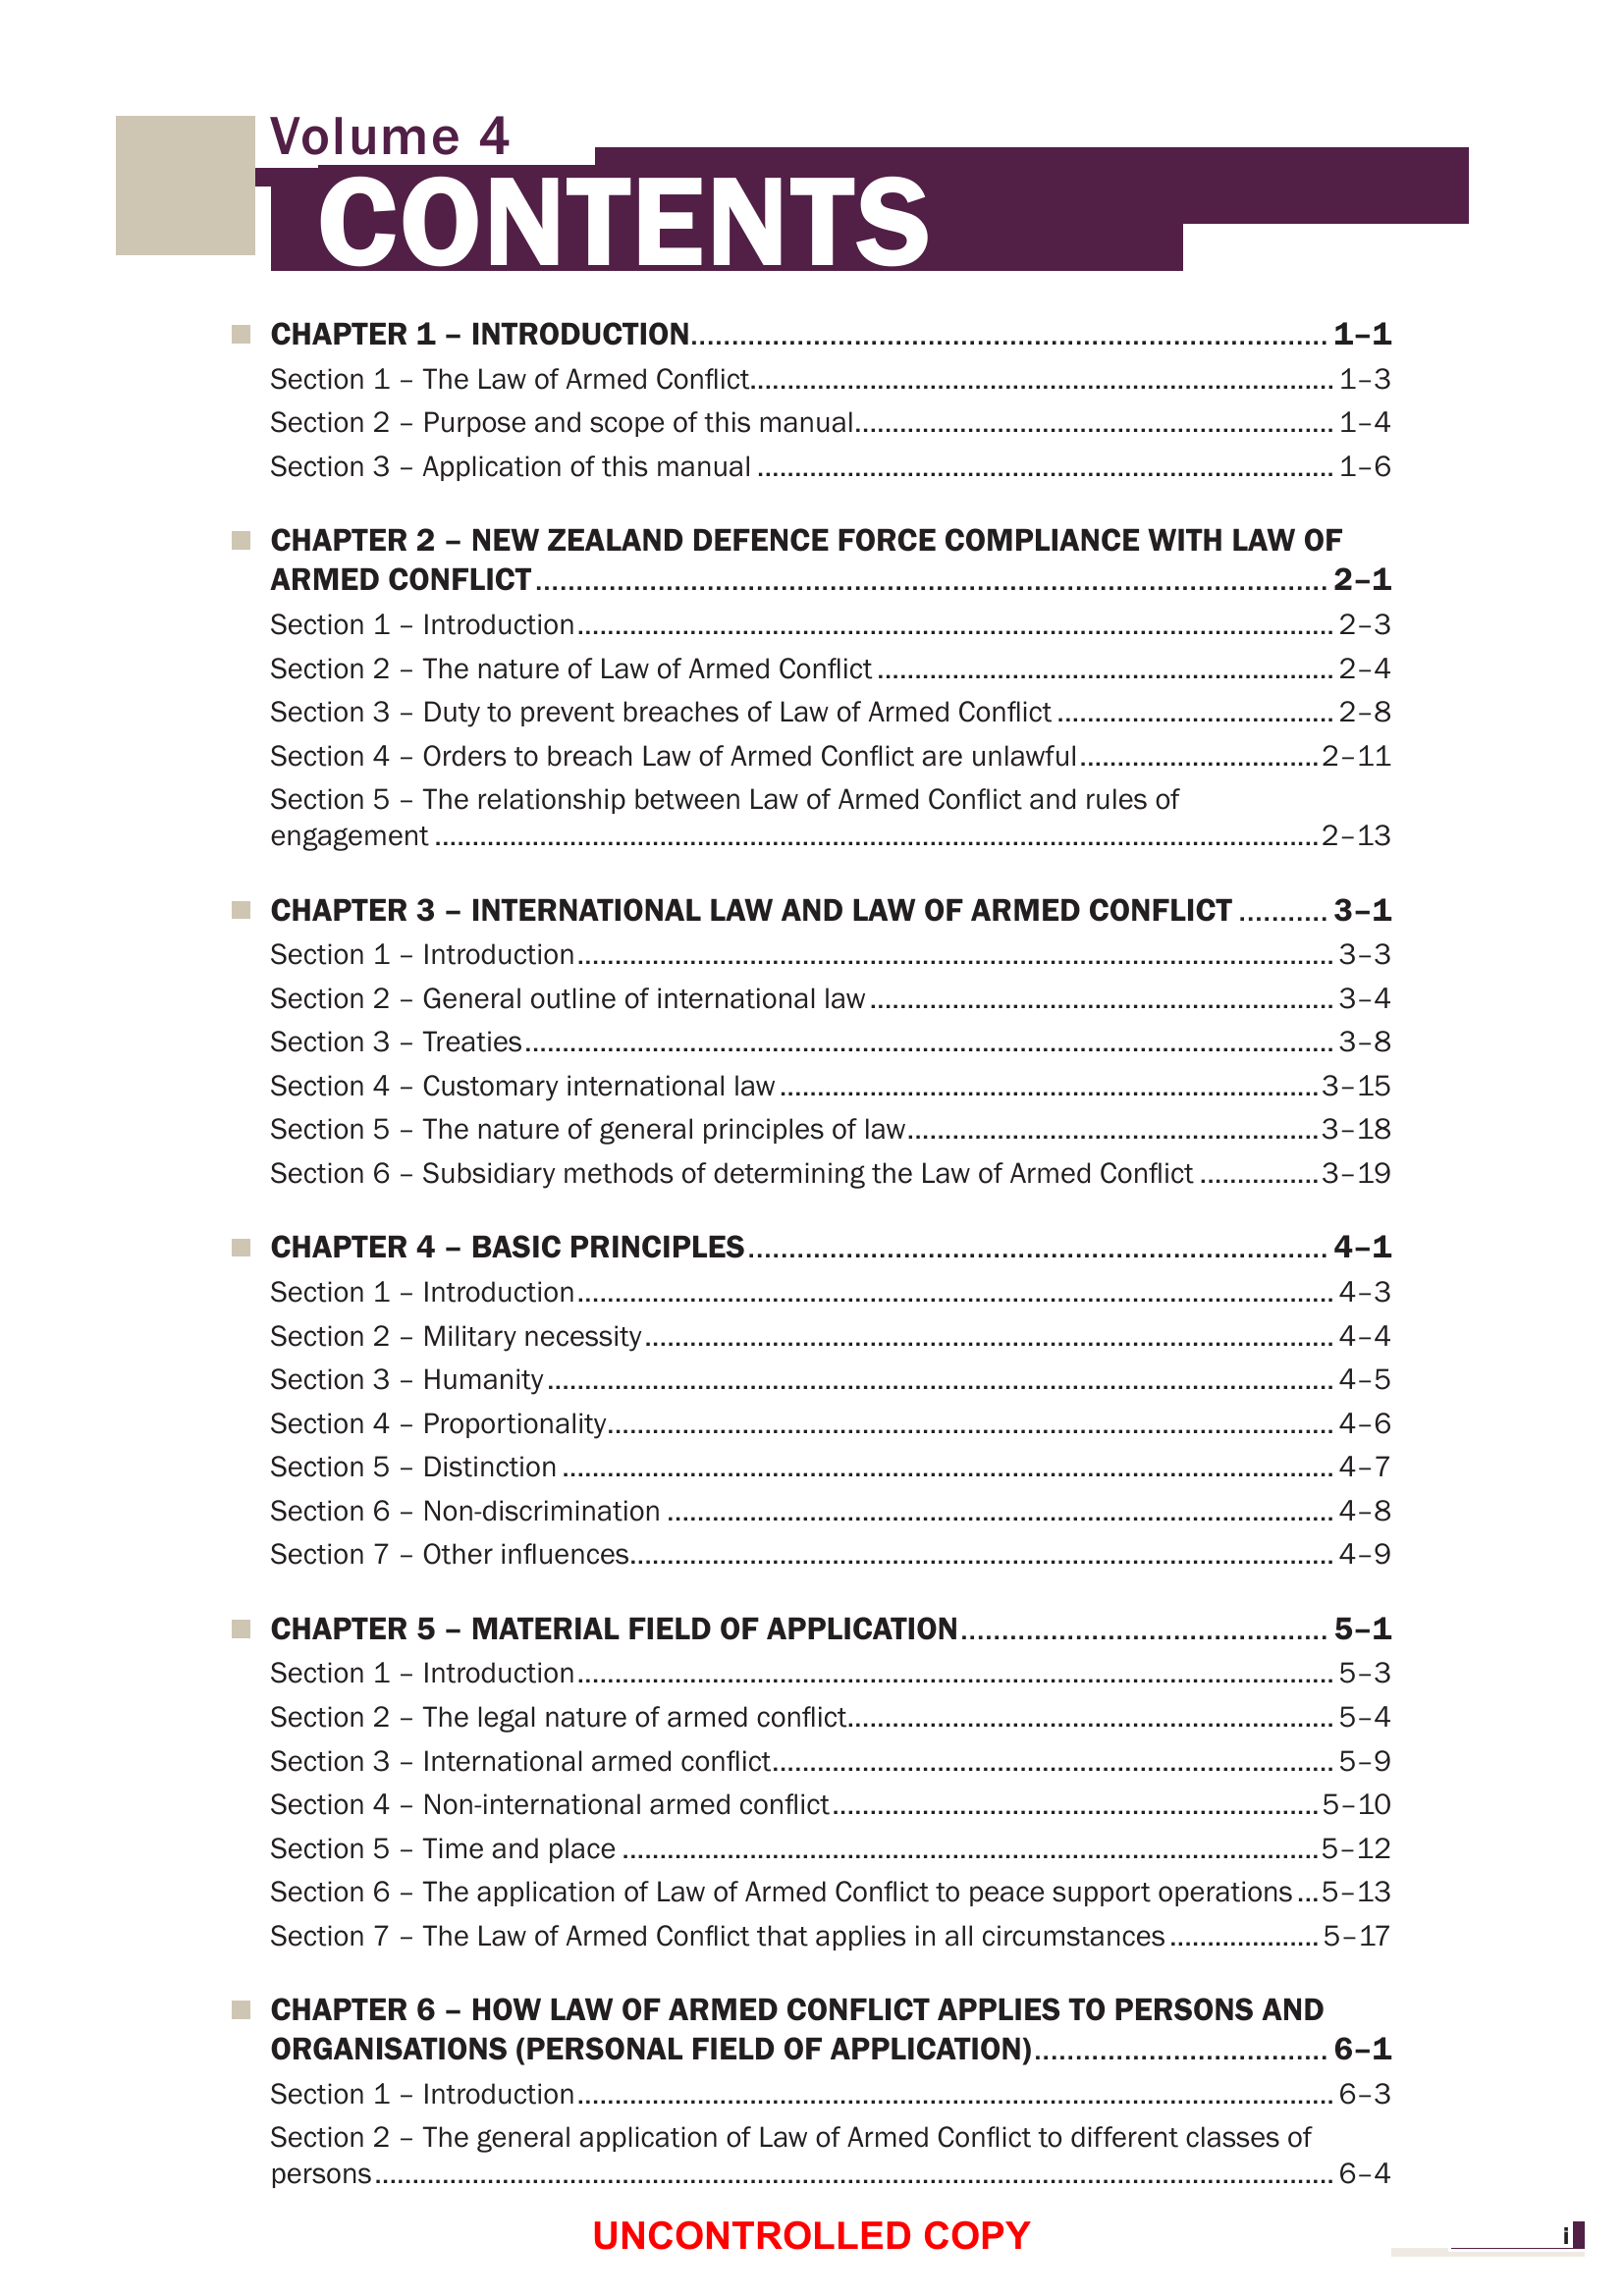 Volume 4
CONTENTS
CHAPTER 1 – INTRODUCTION........................................................................ 1–1
Section 1 – The Law of Armed Conflict........................................................................ 1–3
Section 2 – Purpose and scope of this manual................................................................ 1–4
Section 3 – Application of this manual ........................................................................ 1–6
CHAPTER 2 – NEW ZEALAND DEFENCE FORCE COMPLIANCE WITH LAW OF
ARMED CONFLICT ........................................................................ 2–1
Section 1 – Introduction........................................................................ 2–3
Section 2 – The nature of Law of Armed Conflict ............................................................ 2–4
Section 3 – Duty to prevent breaches of Law of Armed Conflict ..................................... 2–8
Section 4 – Orders to breach Law of Armed Conflict are unlawful................................2–11
Section 5 – The relationship between Law of Armed Conflict and rules of
engagement ........................................................................2–13
CHAPTER 3 – INTERNATIONAL LAW AND LAW OF ARMED CONFLICT ........... 3–1
Section 1 – Introduction........................................................................ 3–3
Section 2 – General outline of international law ............................................................. 3–4
Section 3 – Treaties........................................................................ 3–8
Section 4 – Customary international law ........................................................................3–15
Section 5 – The nature of general principles of law.......................................................3–18
Section 6 – Subsidiary methods of determining the Law of Armed Conflict ................3–19
CHAPTER 4 – BASIC PRINCIPLES........................................................................ 4–1
Section 1 – Introduction........................................................................ 4–3
Section 2 – Military necessity........................................................................ 4–4
Section 3 – Humanity ........................................................................ 4–5
Section 4 – Proportionality........................................................................ 4–6
Section 5 – Distinction ........................................................................ 4–7
Section 6 – Non-discrimination ........................................................................ 4–8
Section 7 – Other influences........................................................................ 4–9
CHAPTER 5 – MATERIAL FIELD OF APPLICATION............................................. 5–1
Section 1 – Introduction........................................................................ 5–3
Section 2 – The legal nature of armed conflict................................................................. 5–4
Section 3 – International armed conflict........................................................................ 5–9
Section 4 – Non-international armed conflict.................................................................5–10
Section 5 – Time and place ........................................................................5–12
Section 6 – The application of Law of Armed Conflict to peace support operations ...5–13
Section 7 – The Law of Armed Conflict that applies in all circumstances ....................5–17
CHAPTER 6 – HOW LAW OF ARMED CONFLICT APPLIES TO PERSONS AND
ORGANISATIONS (PERSONAL FIELD OF APPLICATION).................................... 6–1
Section 1 – Introduction........................................................................ 6–3
Section 2 – The general application of Law of Armed Conflict to different classes of
persons........................................................................ 6–4
UNCONTROLLED COPY
i